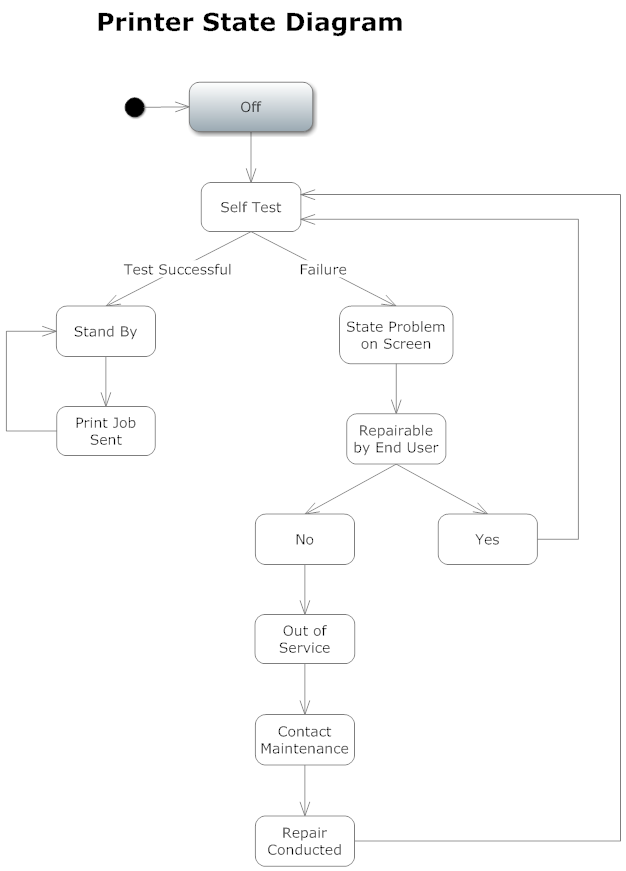 Printer State Diagram
Off
Self Test
Test Successful
Failure
Stand By
State Problem
on Screen
Print Job
Sent
Repairable
by End User
No
Yes
Out of
Service
Contact
Maintenance
Repair
Conducted